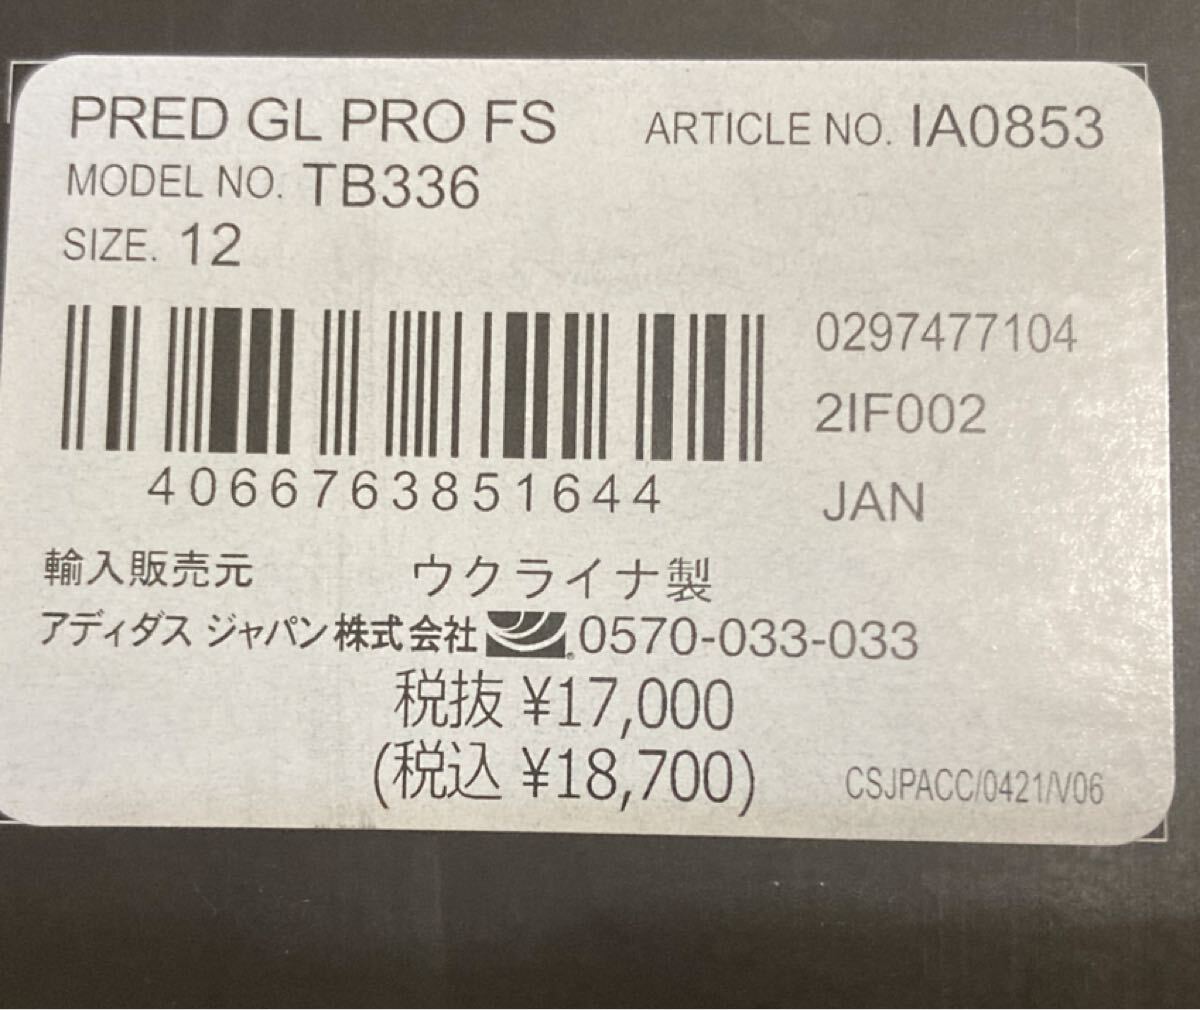 PRED GL PRO FS ARTICLE NO. IA0853
MODEL NO. TB336
SIZE. 12
0297477104
2IF002
4066763851644 JAN
輸入販売元 ウクライナ製
アディダス ジャパン株式会社 0570-033-033
税抜 ¥17,000
(税込 ¥18,700) CSJPACC/0421/V06